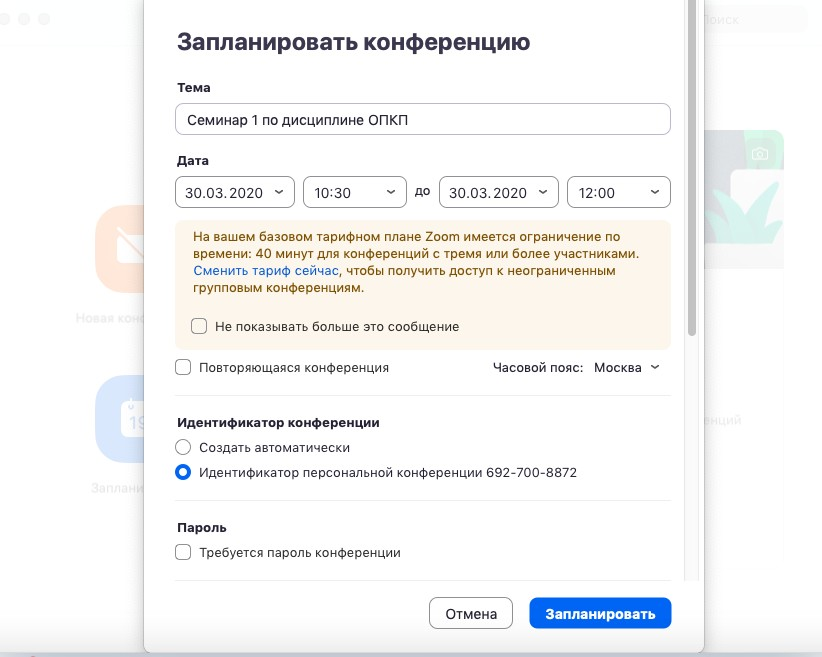 Поиск
Запланировать конференцию
Тема
Семинар 1 по дисциплине ОПКП
Дата
30.03.2020 10:30 до 30.03.2020 12:00
На вашем базовом тарифном плане Zoom имеется ограничение по
времени: 40 минут для конференций с тремя или более участниками.
Сменить тариф сейчас, чтобы получить доступ к неограниченным
групповым конференциям.
Не показывать больше это сообщение
Новая кон
Повторяющаяся конференция Часовой пояс: Москва
19
енций
Идентификатор конференции
Создать автоматически
Идентификатор персональной конференции 692-700-8872
Заплани
Пароль
Требуется пароль конференции
Отмена Запланировать